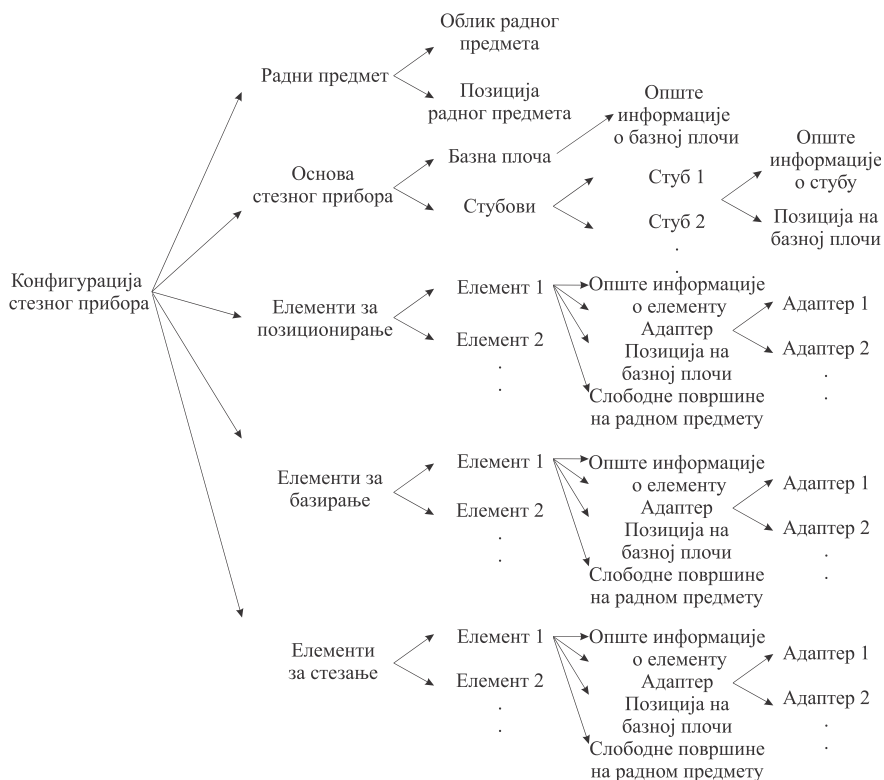 Облик радног
предмета
Радни предмет
Позиција
радног предмета
Опште
информације
о базној плочи
Базна плоча
Опште
информације
о стубу
Основа
стезног прибора
Стуб 1
Стубови
Стуб 2
Позиција на
базној плочи
.
.
Конфигурација
стезног прибора
Елементи за
позиционирање
Елемент 1
Опште информације
о елементу
Адаптер
Адаптер 1
Елемент 2
Позиција на
базној плочи
Адаптер 2
.
.
.
.
Слободне површине
на радном предмету
Елементи за
базирање
Елемент 1
Опште информације
о елементу
Адаптер
Адаптер 1
Елемент 2
Позиција на
базној плочи
Адаптер 2
.
.
.
.
Слободне површине
на радном предмету
Елементи
за стезање
Елемент 1
Опште информације
о елементу
Адаптер
Адаптер 1
Елемент 2
Позиција на
базној плочи
Адаптер 2
.
.
.
.
Слободне површине
на радном предмету